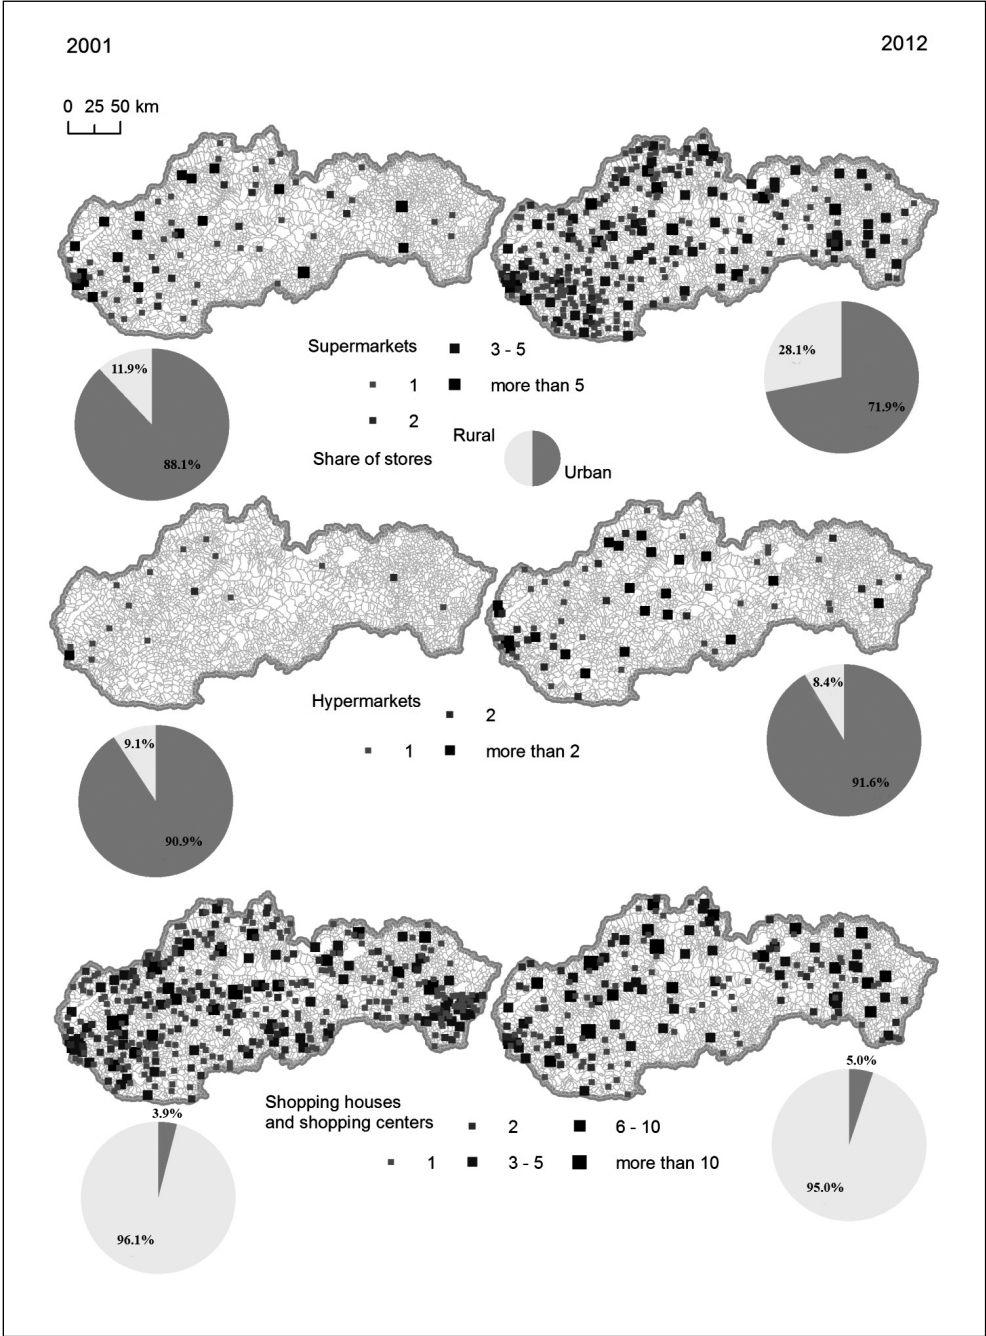 2001
2012
0 25 50 km
Supermarkets
3 - 5
1
more than 5
2
Rural
Share of stores
Urban
11.9%
88.1%
28.1%
71.9%
Hypermarkets
2
1
more than 2
9.1%
90.9%
8.4%
91.6%
Shopping houses
and shopping centers
2
6 - 10
1
3 - 5
more than 10
3.9%
96.1%
5.0%
95.0%